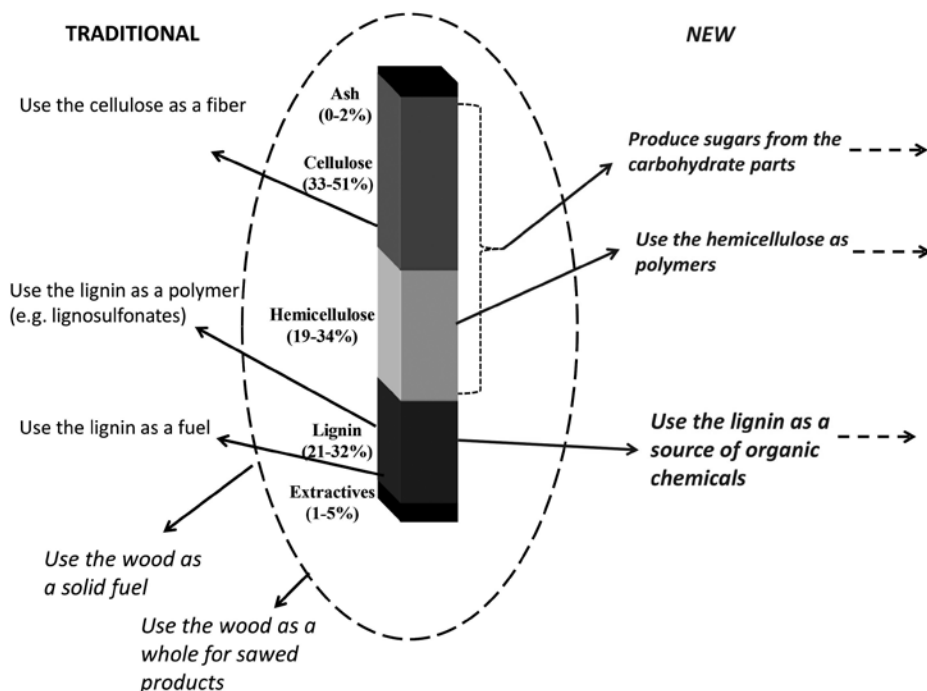 TRADITIONAL
NEW
Use the cellulose as a fiber
Use the lignin as a polymer
(e.g. lignosulfonates)
Use the lignin as a fuel
Use the wood as
a solid fuel
Use the wood as a
whole for sawed
products
Ash
(0-2%)
Cellulose
(33-51%)
Hemicellulose
(19-34%)
Lignin
(21-32%)
Extractives
(1-5%)
Produce sugars from the
carbohydrate parts
Use the hemicellulose as
polymers
Use the lignin as a
source of organic
chemicals